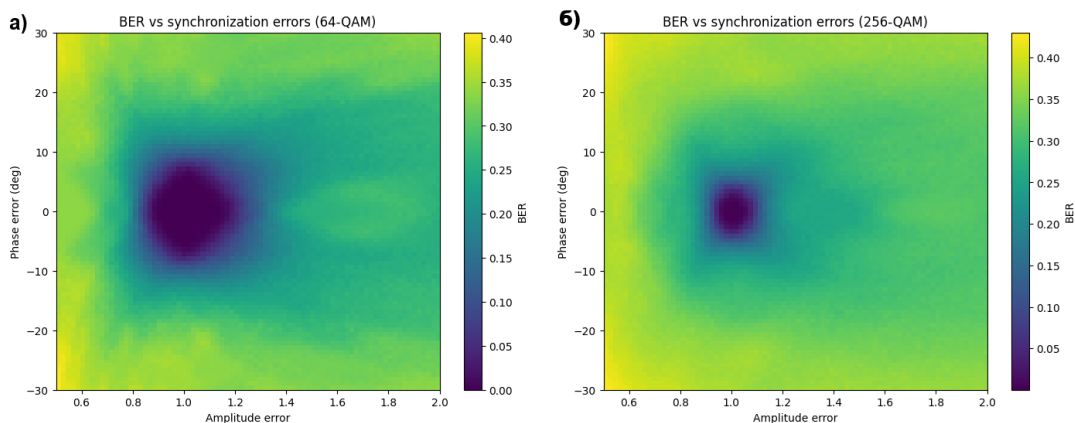 а)
BER vs synchronization errors (64-QAM)
30
20
10
0
−10
−20
−30
Phase error (deg)
0.6 0.8 1.0 1.2 1.4 1.6 1.8 2.0
Amplitude error
0.40
0.35
0.30
0.25
0.20
0.15
0.10
0.05
0.00
BER
б)
BER vs synchronization errors (256-QAM)
30
20
10
0
−10
−20
−30
Phase error (deg)
0.6 0.8 1.0 1.2 1.4 1.6 1.8 2.0
Amplitude error
0.40
0.35
0.30
0.25
0.20
0.15
0.10
0.05
BER